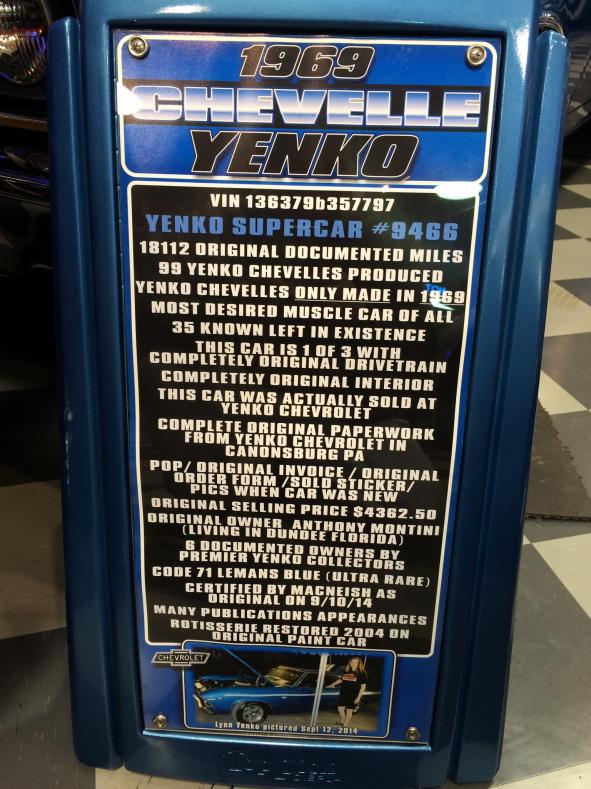 1969
CHEVELLE
YENKO
VIN 136379b357797
YENKO SUPERCAR #9466
18112 ORIGINAL DOCUMENTED MILES
99 YENKO CHEVELLES PRODUCED
YENKO CHEVELLES ONLY MADE IN 1969
MOST DESIRED MUSCLE CAR OF ALL
35 KNOWN LEFT IN EXISTENCE
THIS CAR IS 1 OF 3 WITH
COMPLETELY ORIGINAL DRIVETRAIN
COMPLETELY ORIGINAL INTERIOR
THIS CAR WAS ACTUALLY SOLD AT
YENKO CHEVROLET
COMPLETE ORIGINAL PAPERWORK
FROM YENKO CHEVROLET IN
CANONSBURG PA
POP/ ORIGINAL INVOICE / ORIGINAL
ORDER FORM /SOLD STICKER/
PICS WHEN CAR WAS NEW
ORIGINAL SELLING PRICE $4362.50
ORIGINAL OWNER ANTHONY MONTINI
(LIVING IN DUNDEE FLORIDA)
6 DOCUMENTED OWNERS BY
PREMIER YENKO COLLECTORS
CODE 71 LEMANS BLUE (ULTRA RARE)
CERTIFIED BY MACNEISH AS
ORIGINAL ON 9/10/14
MANY PUBLICATIONS APPEARANCES
ROTISSERIE RESTORED 2004 ON
ORIGINAL PAINT CAR
CHEVROLET
Lynn Yenko pictured Sept 12, 2014